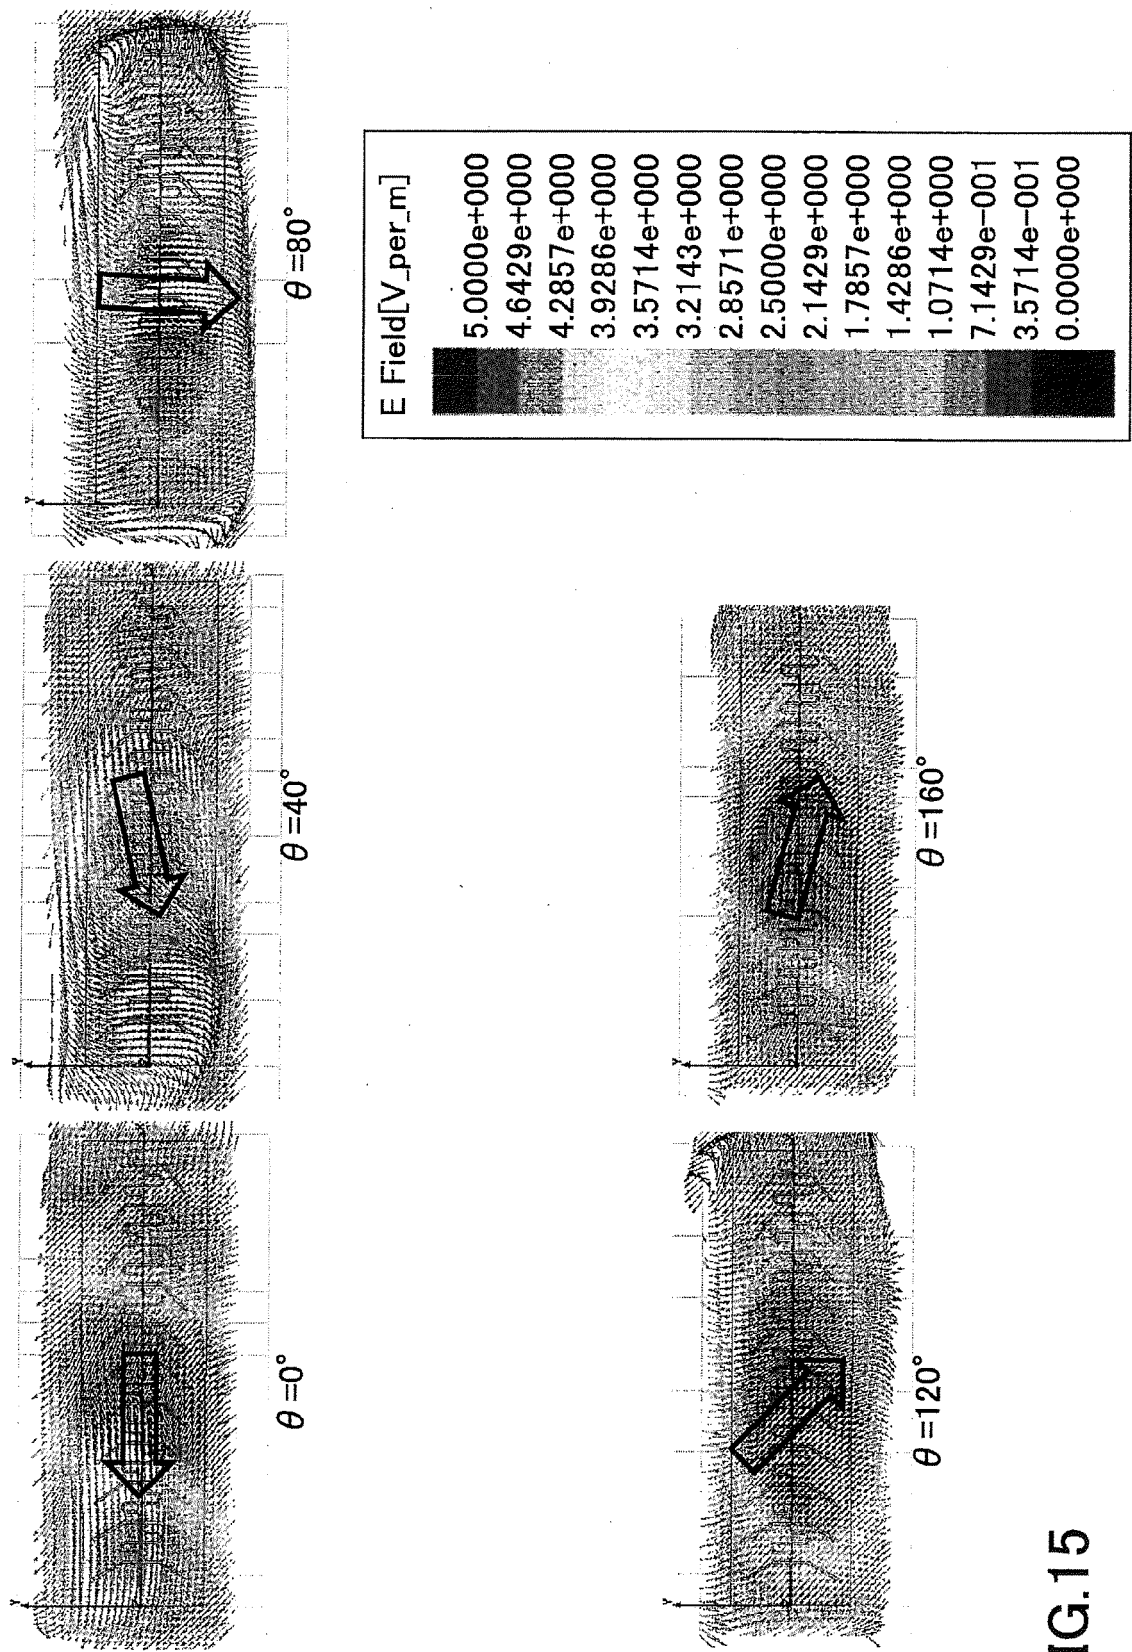 Y
θ=0°
Y
θ=40°
Y
θ=80°
Y
θ=120°
Y
θ=160°
E Field[V_per_m]
5.0000e+000
4.6429e+000
4.2857e+000
3.9286e+000
3.5714e+000
3.2143e+000
2.8571e+000
2.5000e+000
2.1429e+000
1.7857e+000
1.4286e+000
1.0714e+000
7.1429e-001
3.5714e-001
0.0000e+000
IG.15